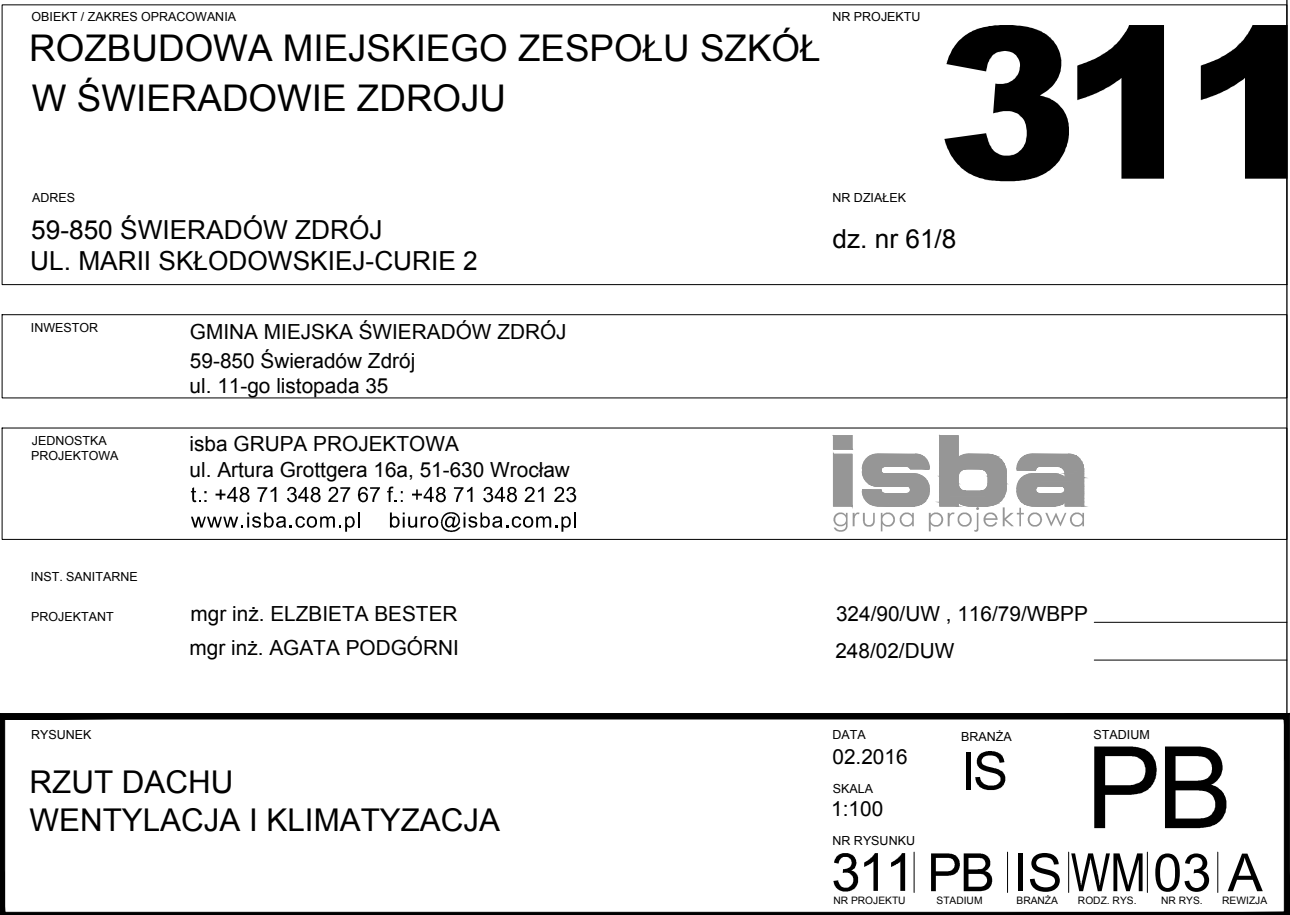 OBIEKT / ZAKRES OPRACOWANIA
ROZBUDOWA MIEJSKIEGO ZESPOŁU SZKÓŁ
W ŚWIERADOWIE ZDROJU
NR PROJEKTU
311
ADRES
59-850 ŚWIERADÓW ZDRÓJ
UL. MARII SKŁODOWSKIEJ-CURIE 2
NR DZIAŁEK
dz. nr 61/8
INWESTOR
GMINA MIEJSKA ŚWIERADÓW ZDRÓJ
59-850 Świeradów Zdrój
ul. 11-go listopada 35
JEDNOSTKA
PROJEKTOWA
isba GRUPA PROJEKTOWA
ul. Artura Grottgera 16a, 51-630 Wrocław
t.: +48 71 348 27 67 f.: +48 71 348 21 23
www.isba.com.pl biuro@isba.com.pl
isba
grupa projektowa
INST. SANITARNE
PROJEKTANT
mgr inż. ELZBIETA BESTER
324/90/UW , 116/79/WBPP
mgr inż. AGATA PODGÓRNI
248/02/DUW
RYSUNEK
RZUT DACHU
WENTYLACJA I KLIMATYZACJA
DATA
02.2016
SKALA
1:100
BRANŻA
IS
STADIUM
PB
NR RYSUNKU
311 PB IS WM 03 A
NR PROJEKTU STADIUM BRANŻA RODZ. RYS. NR RYS. REWIZJA